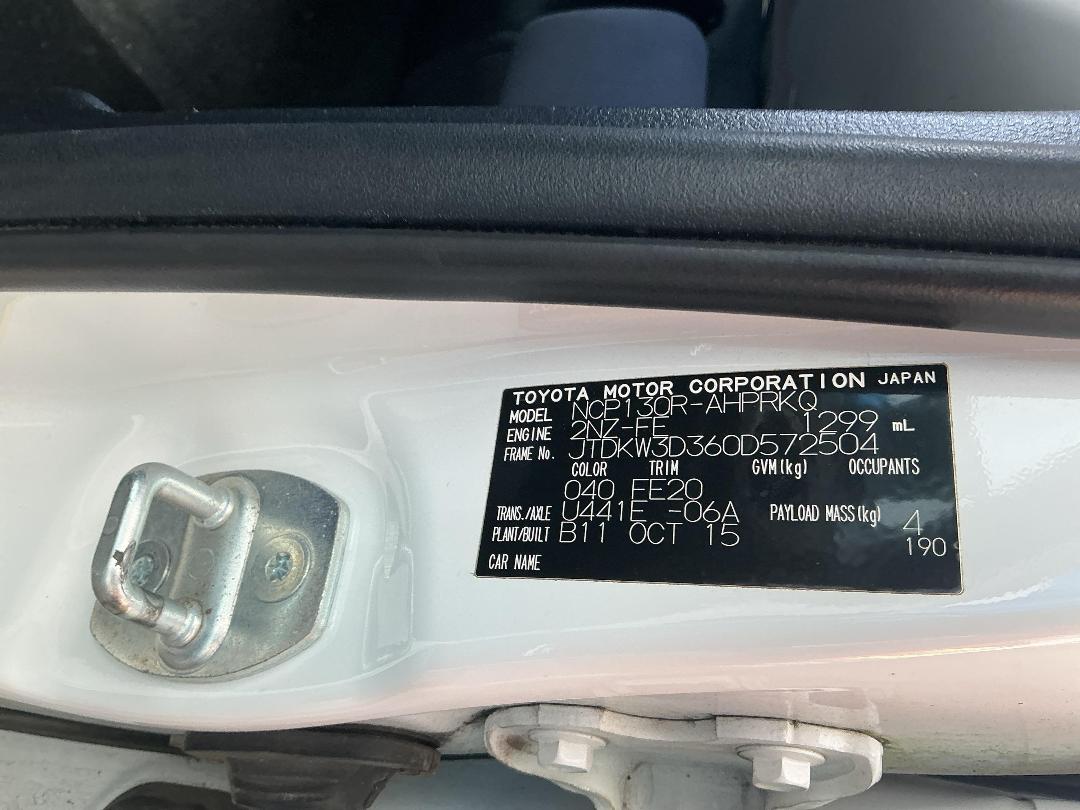 TOYOTA MOTOR CORPORATION JAPAN
MODEL NCP130R-AHPRKQ
ENGINE 2NZ-FE 1299 mL
FRAME No. JTDKW3D360D572504
COLOR TRIM GVM(kg) OCCUPANTS
040 FE20
TRANS./AXLE U441E -06A PAYLOAD MASS(kg) 4
PLANT/BUILT B11 OCT 15 190
CAR NAME